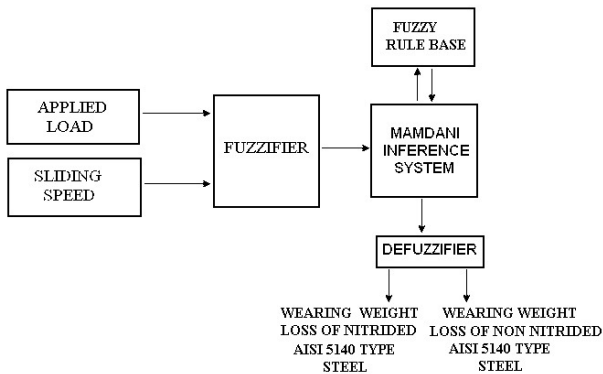 FUZZY
RULE BASE
APPLIED
LOAD
SLIDING
SPEED
FUZZIFIER
MAMDANI
INFERENCE
SYSTEM
DEFUZZIFIER
WEARING WEIGHT
LOSS OF NITRIDED
AISI 5140 TYPE
STEEL
WEARING WEIGHT
LOSS OF NON NITRIDED
AISI 5140 TYPE
STEEL